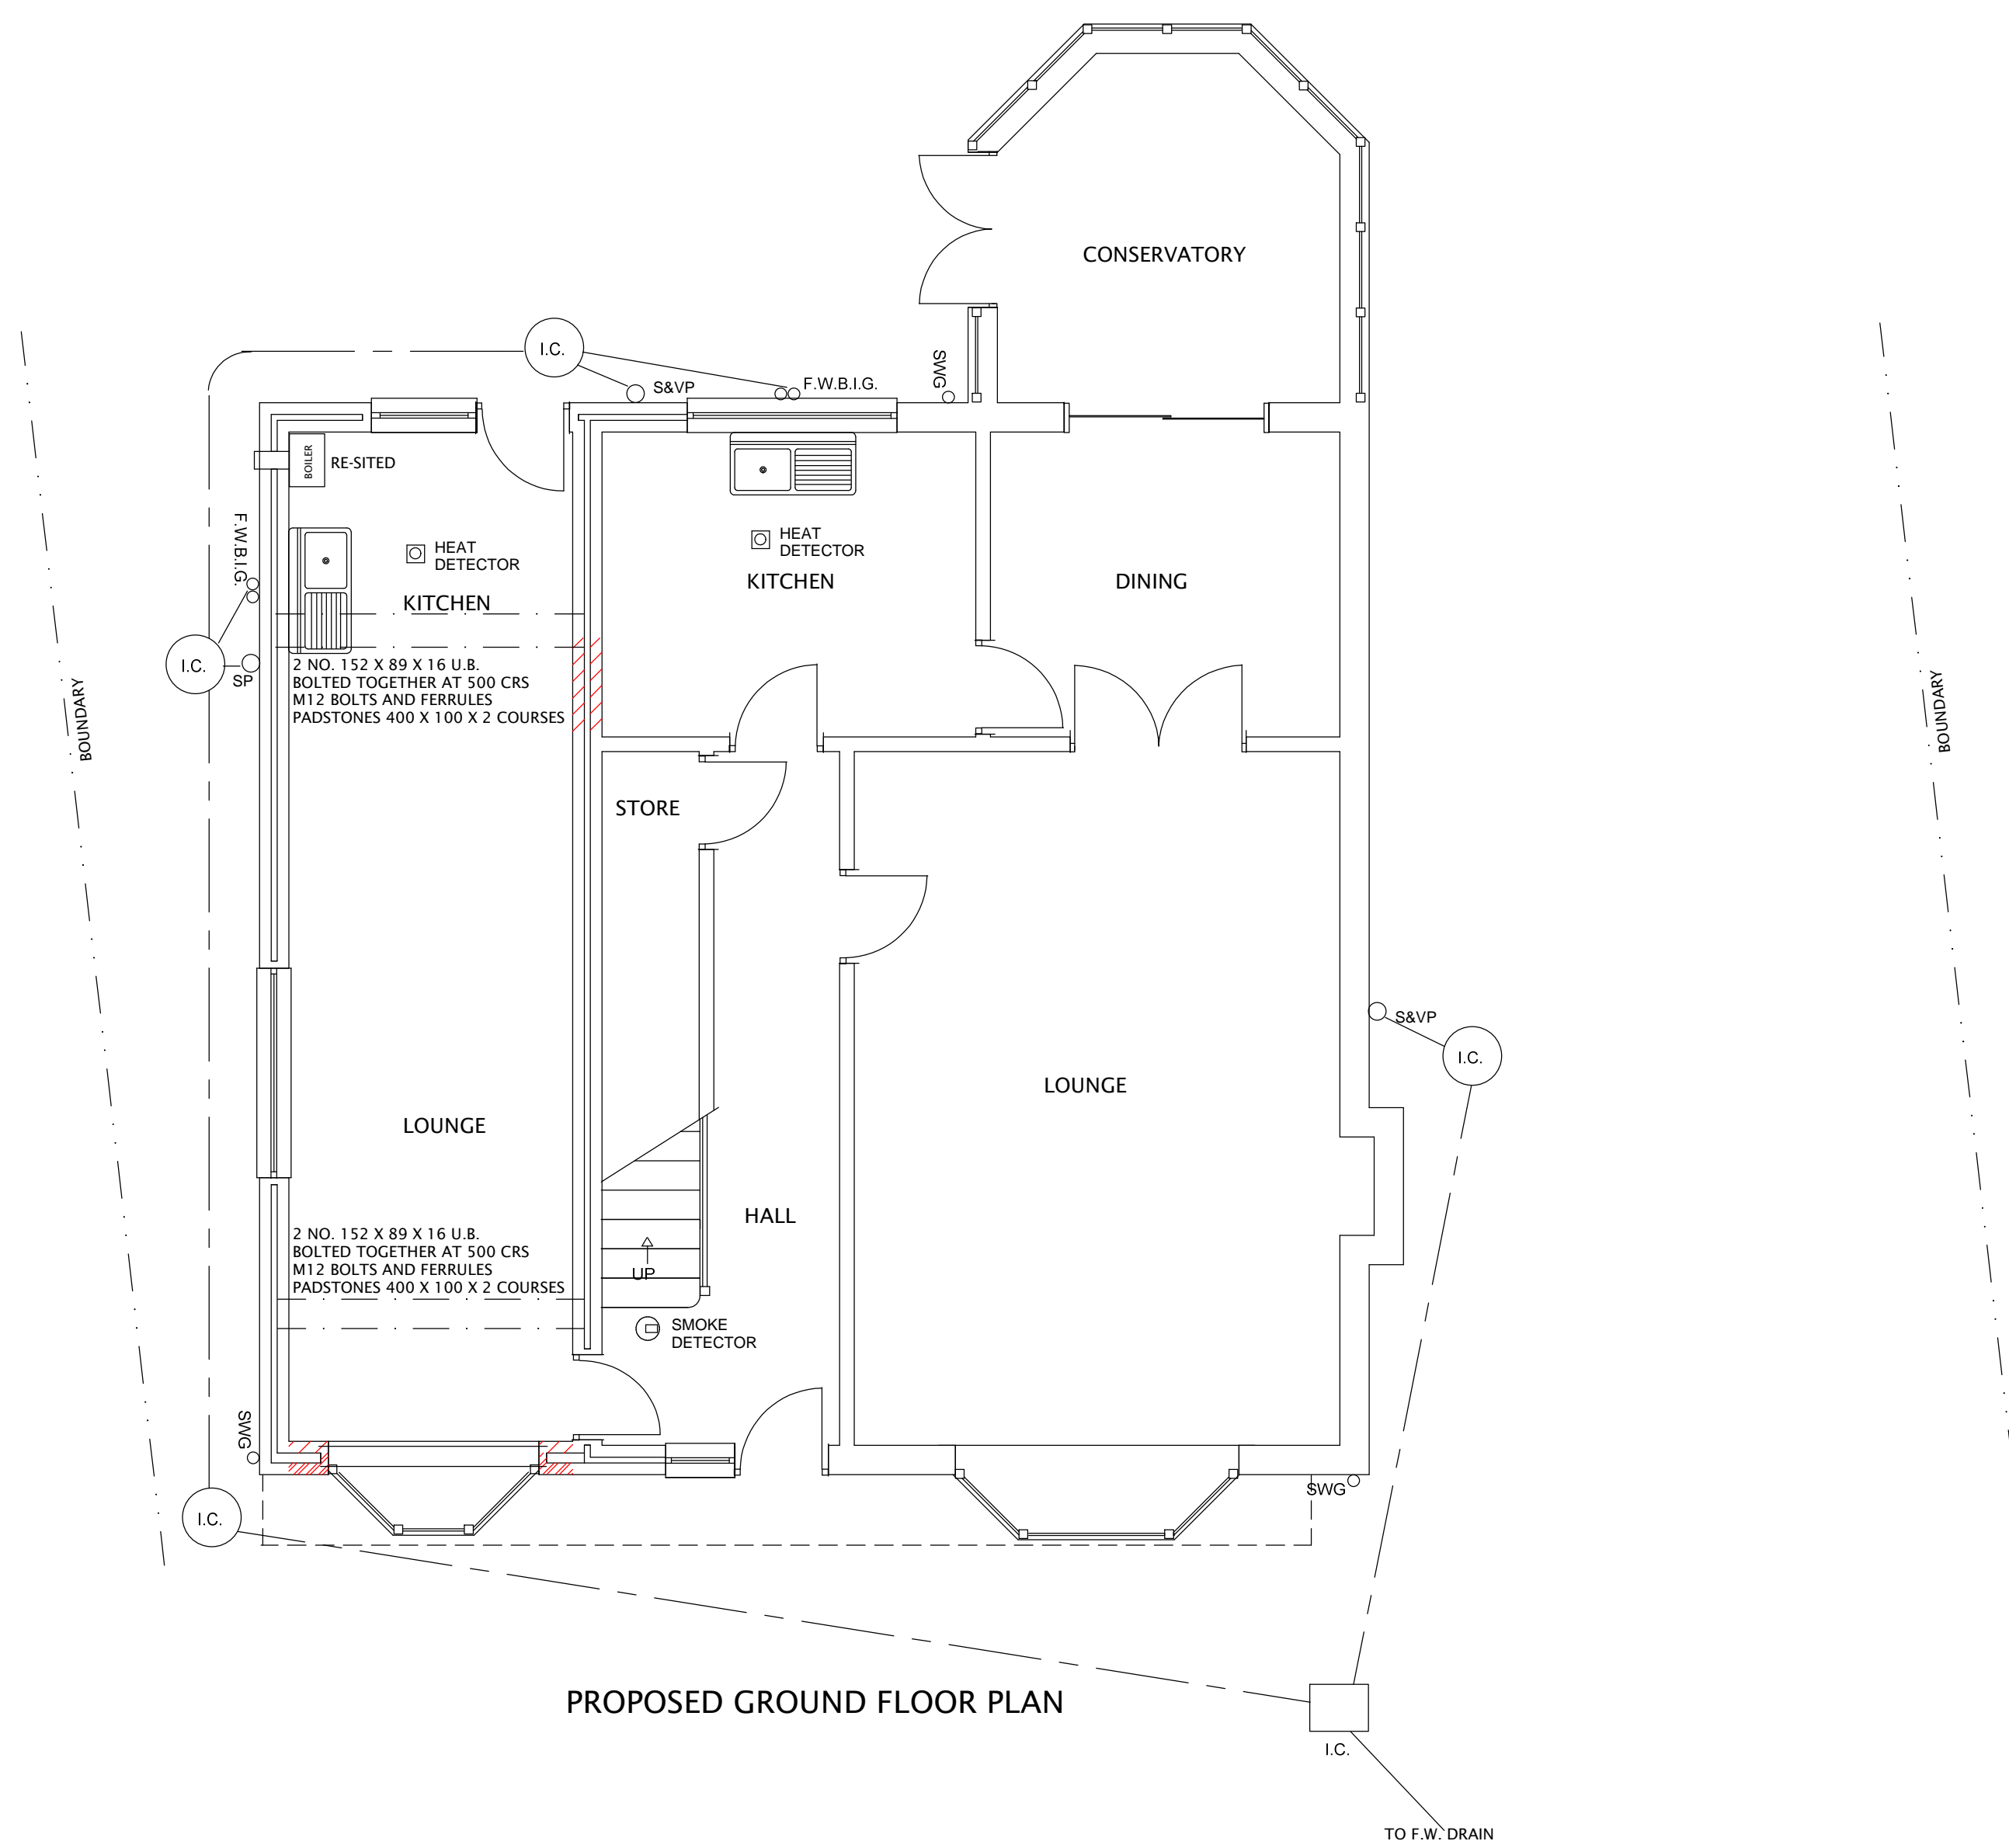 CONSERVATORY
I.C.
S&VP
F.W.B.I.G.
SWG
BOILER
RE-SITED
F.W.B.I.G.
HEAT
DETECTOR
KITCHEN
HEAT
DETECTOR
KITCHEN
DINING
I.C.
SP
2 NO. 152 X 89 X 16 U.B.
BOLTED TOGETHER AT 500 CRS
M12 BOLTS AND FERRULES
PADSTONES 400 X 100 X 2 COURSES
BOUNDARY
BOUNDARY
STORE
S&VP
I.C.
LOUNGE
LOUNGE
HALL
2 NO. 152 X 89 X 16 U.B.
BOLTED TOGETHER AT 500 CRS
M12 BOLTS AND FERRULES
PADSTONES 400 X 100 X 2 COURSES
UP
SMOKE
DETECTOR
SWG
SWG
I.C.
PROPOSED GROUND FLOOR PLAN
I.C.
TO F.W. DRAIN